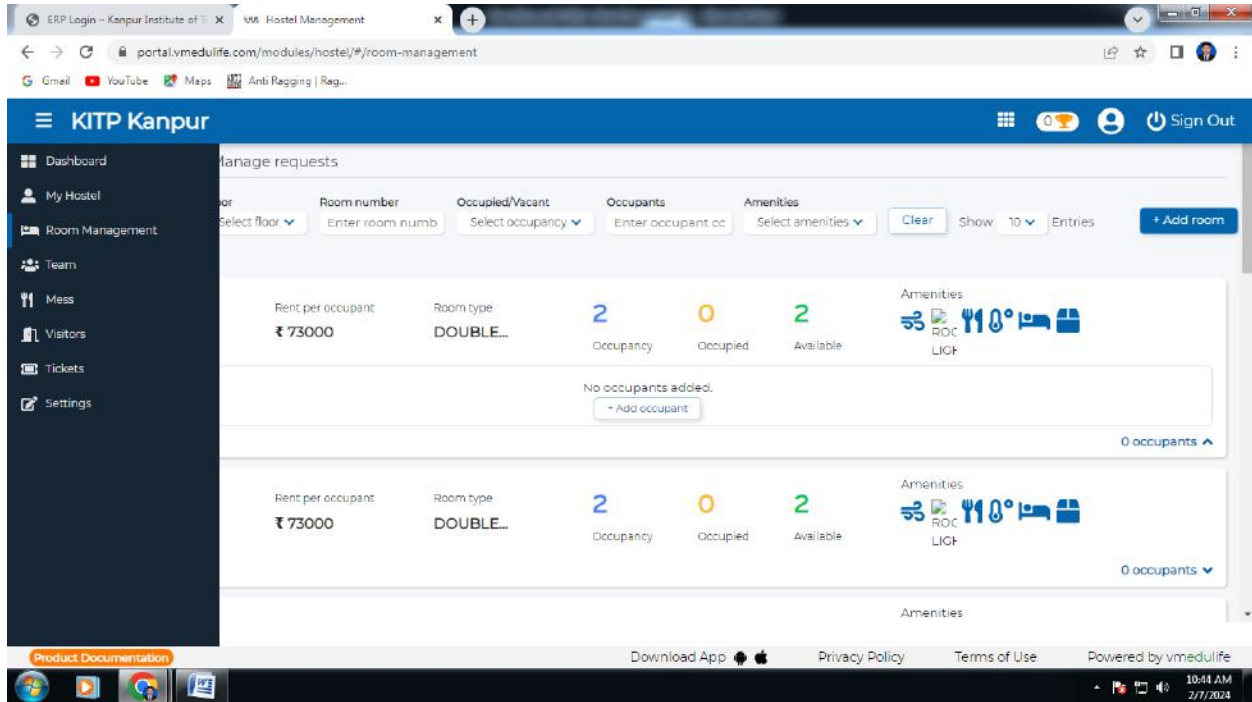 ERP Login – Kanpur Institute of T
Hostel Management
portal.vmedulife.com/modules/hostel/#/room-management
Gmail YouTube Maps Anti Ragging | Rag...
KITP Kanpur
0
Sign Out
Dashboard
My Hostel
Room Management
Team
Mess
Visitors
Tickets
Settings
Manage requests
or Room number Occupied/Vacant Occupants Amenities
Select floor Enter room numb Select occupancy Enter occupant cc Select amenities Clear Show 10 Entries + Add room
Rent per occupant Room type 2 0 2 Amenities
₹ 73000 DOUBLE... Occupancy Occupied Available ROC
LIGH
No occupants added.
+ Add occupant
0 occupants
Rent per occupant Room type 2 0 2 Amenities
₹ 73000 DOUBLE... Occupancy Occupied Available ROC
LIGH
0 occupants
Amenities
Product Documentation Download App Privacy Policy Terms of Use Powered by vmedulife
10:44 AM
2/7/2024